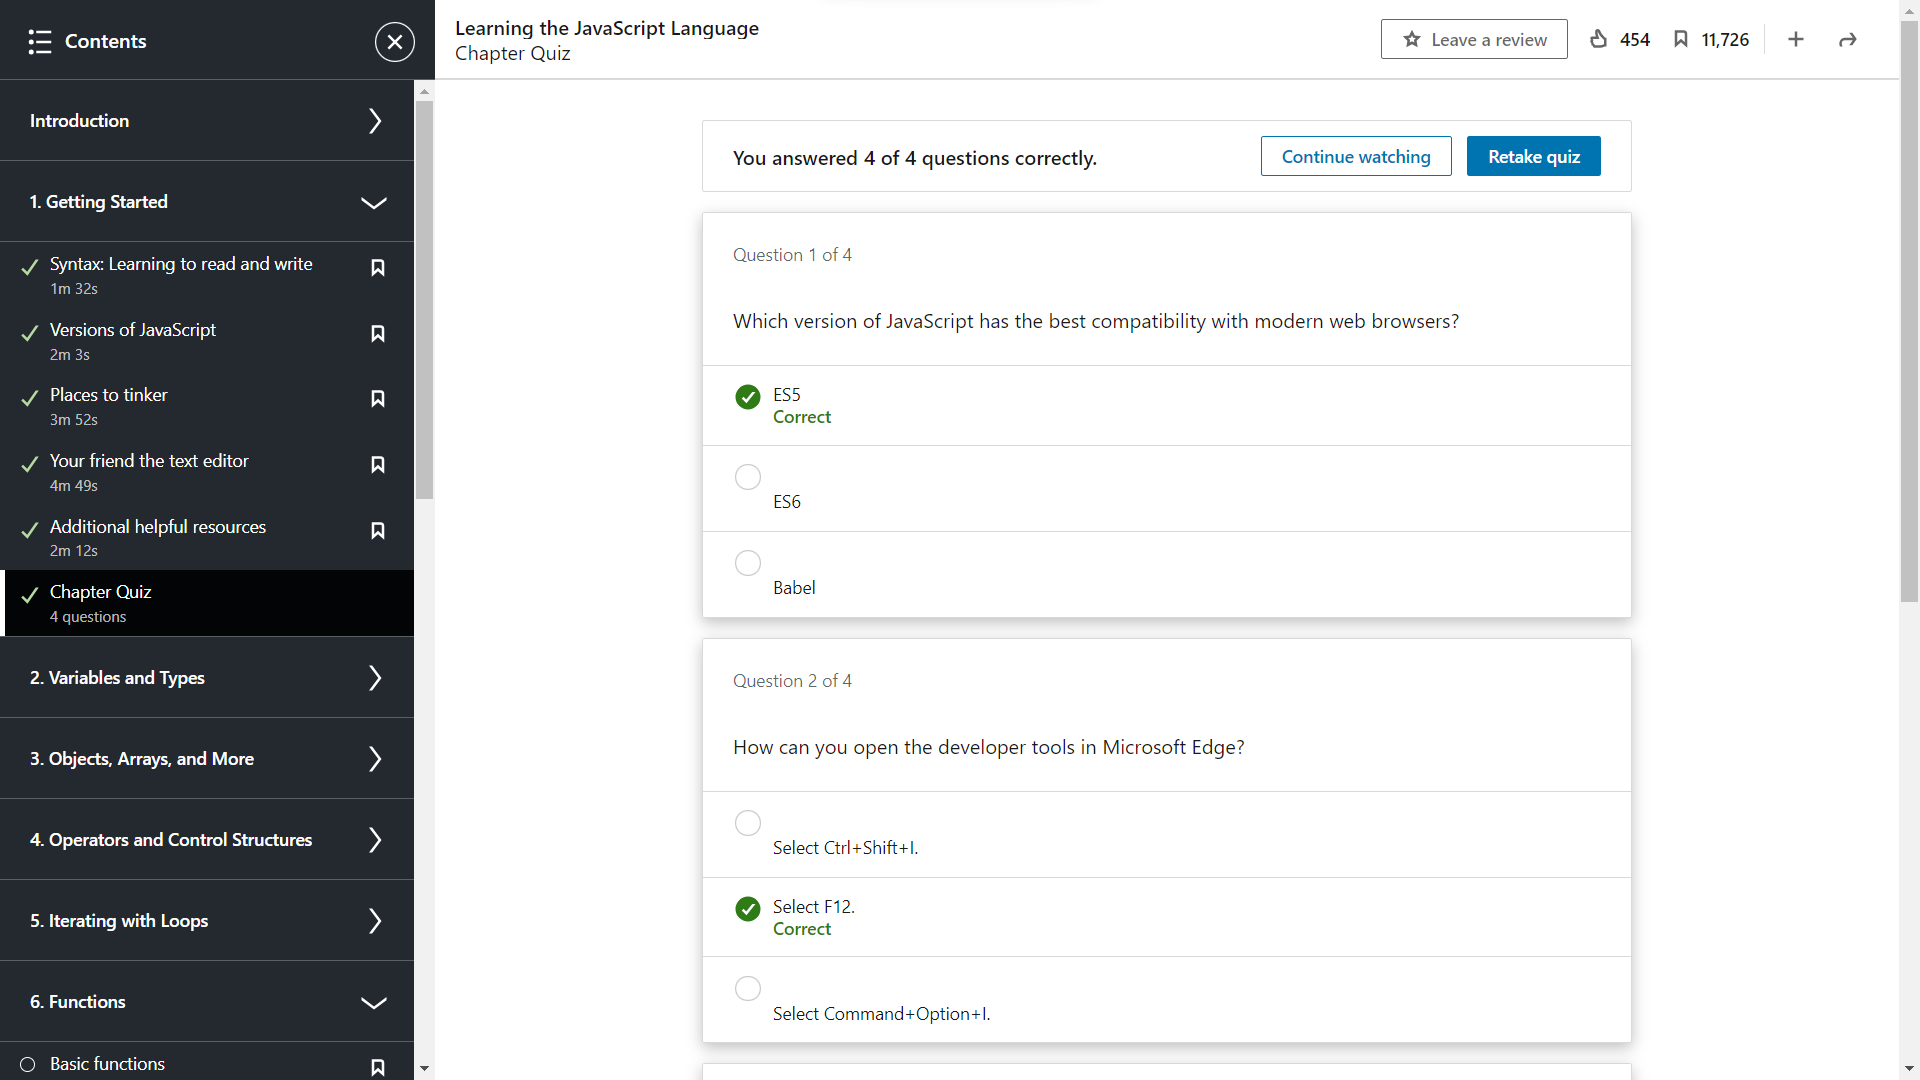 Contents
Introduction
1. Getting Started
Syntax: Learning to read and write
1m 32s
Versions of JavaScript
2m 3s
Places to tinker
3m 52s
Your friend the text editor
4m 49s
Additional helpful resources
2m 12s
Chapter Quiz
4 questions
2. Variables and Types
3. Objects, Arrays, and More
4. Operators and Control Structures
5. Iterating with Loops
6. Functions
Basic functions
Learning the JavaScript Language
Chapter Quiz
Leave a review
454
11,726
You answered 4 of 4 questions correctly.
Continue watching
Retake quiz
Question 1 of 4
Which version of JavaScript has the best compatibility with modern web browsers?
ES5
Correct
ES6
Babel
Question 2 of 4
How can you open the developer tools in Microsoft Edge?
Select Ctrl+Shift+I.
Select F12.
Correct
Select Command+Option+I.